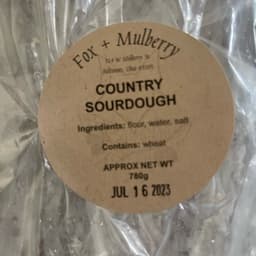 Fox + Mulberry
COUNTRY
SOURDOUGH
Ingredients: flour, water, salt
Contains: wheat
APPROX NET WT
780g
JUL 16 2023